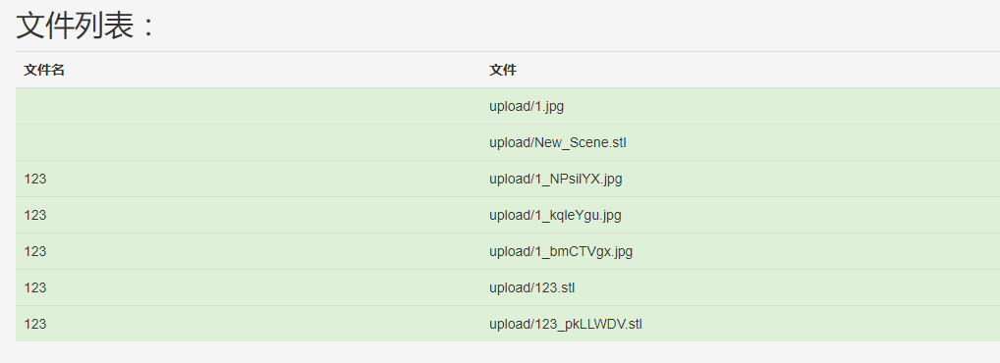 文件列表：
文件名 文件
upload/1.jpg
upload/New_Scene.stl
123 upload/1_NPsilYX.jpg
123 upload/1_kqIeYgu.jpg
123 upload/1_bmCTVgx.jpg
123 upload/123.stl
123 upload/123_pkLLWDV.stl